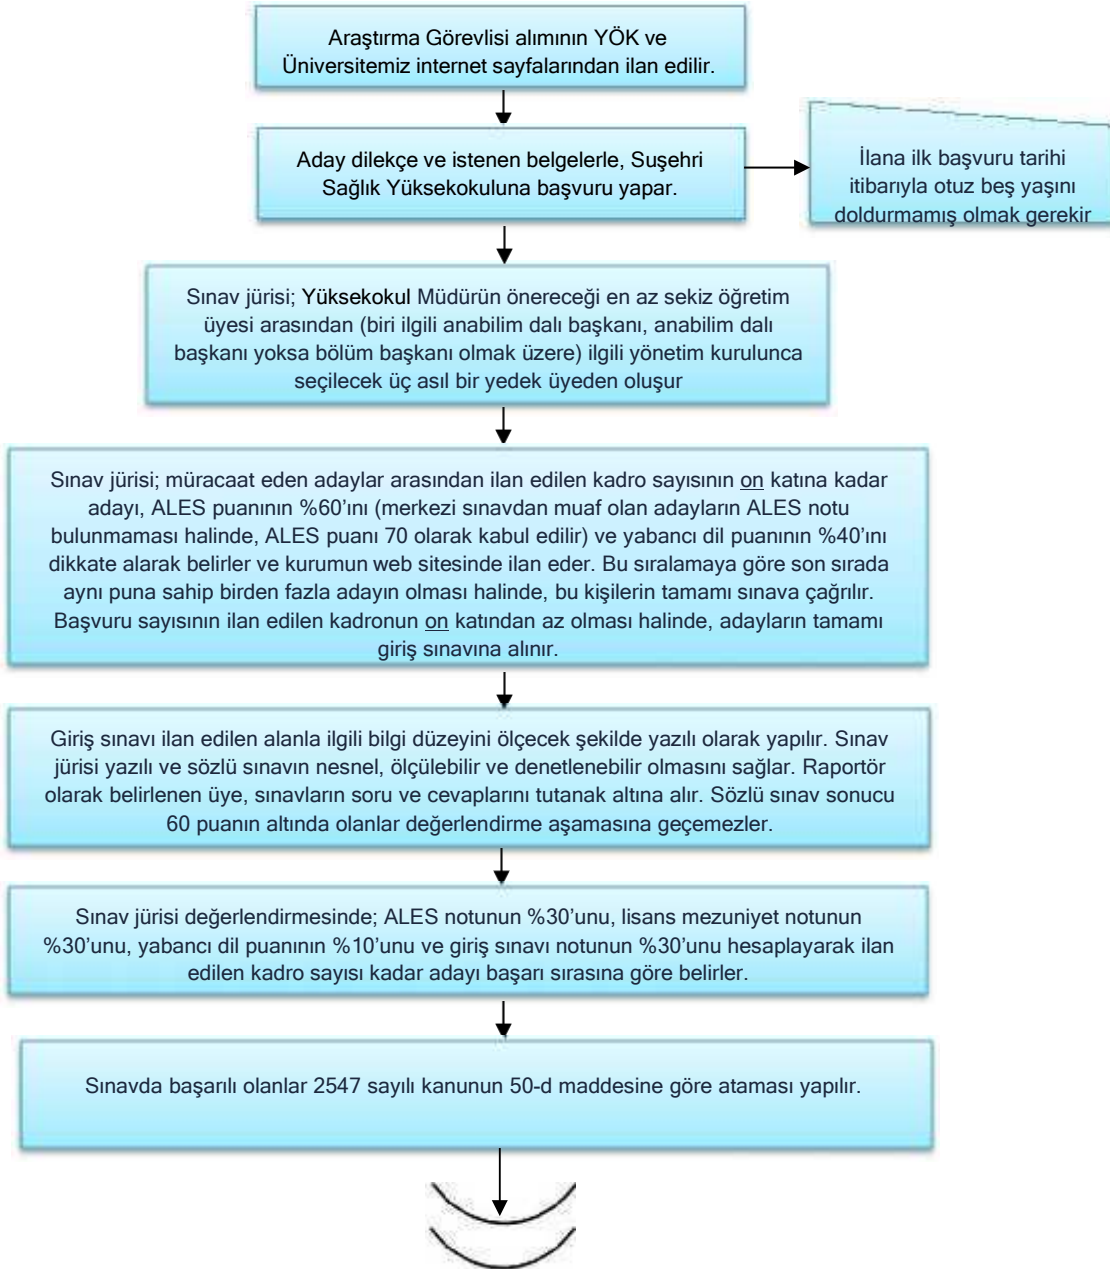 Araştırma Görevlisi alımının YÖK ve
Üniversitemiz internet sayfalarından ilan edilir.
Aday dilekçe ve istenen belgelerle, Suşehri
Sağlık Yüksekokuluna başvuru yapar.
İlana ilk başvuru tarihi
itibarıyla otuz beş yaşını
doldurmamış olmak gerekir
Sınav jürisi; Yüksekokul Müdürün önereceği en az sekiz öğretim
üyesi arasından (biri ilgili anabilim dalı başkanı, anabilim dalı
başkanı yoksa bölüm başkanı olmak üzere) ilgili yönetim kurulunca
seçilecek üç asıl bir yedek üyeden oluşur
Sınav jürisi; müracaat eden adaylar arasından ilan edilen kadro sayısının on katına kadar
adayı, ALES puanının %60’ını (merkezi sınavdan muaf olan adayların ALES notu
bulunmaması halinde, ALES puanı 70 olarak kabul edilir) ve yabancı dil puanının %40’ını
dikkate alarak belirler ve kurumun web sitesinde ilan eder. Bu sıralamaya göre son sırada
aynı puna sahip birden fazla adayın olması halinde, bu kişilerin tamamı sınava çağrılır.
Başvuru sayısının ilan edilen kadronun on katından az olması halinde, adayların tamamı
giriş sınavına alınır.
Giriş sınavı ilan edilen alanla ilgili bilgi düzeyini ölçecek şekilde yazılı olarak yapılır. Sınav
jürisi yazılı ve sözlü sınavın nesnel, ölçülebilir ve denetlenebilir olmasını sağlar. Raportör
olarak belirlenen üye, sınavların soru ve cevaplarını tutanak altına alır. Sözlü sınav sonucu
60 puanın altında olanlar değerlendirme aşamasına geçemezler.
Sınav jürisi değerlendirmesinde; ALES notunun %30’unu, lisans mezuniyet notunun
%30’unu, yabancı dil puanının %10’unu ve giriş sınavı notunun %30’unu hesaplayarak ilan
edilen kadro sayısı kadar adayı başarı sırasına göre belirler.
Sınavda başarılı olanlar 2547 sayılı kanunun 50-d maddesine göre ataması yapılır.